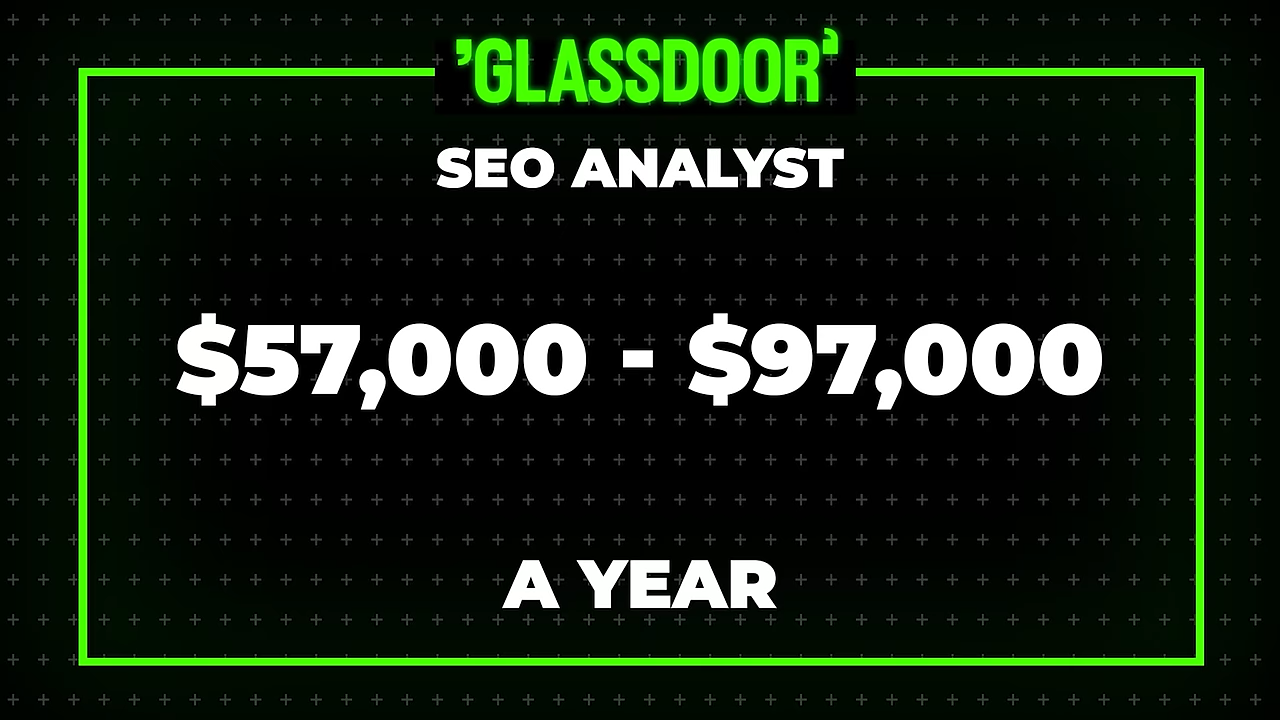 ’GLASSDOOR’
SEO ANALYST
$57,000 - $97,000
A YEAR